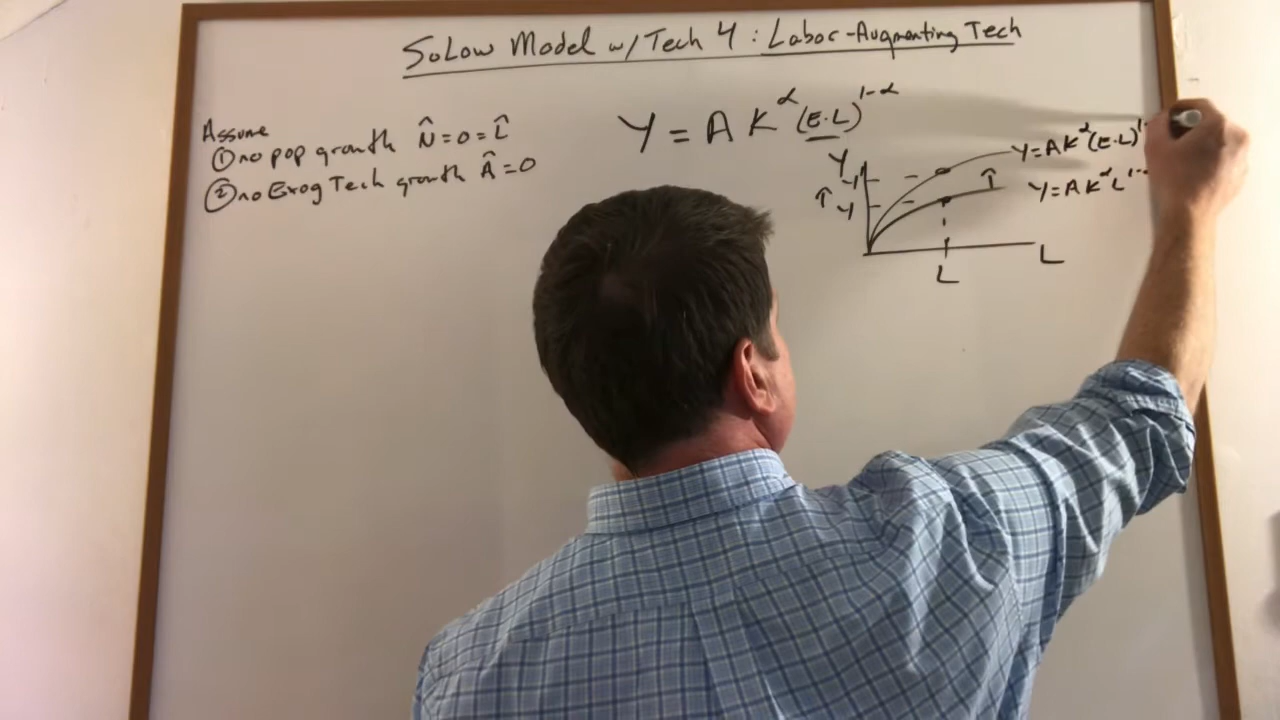 SoLow Model w/Tech 4 : Labor-Augmenting Tech
Assume
① no pop growth N̂ = 0 = L̂
② no Exog Tech growth Â = 0
Y = A K^α (E·L)^1-α
Y
Y=AK^α(E·L)^1-
Y'
↑
↑
Y=AK^αL^1-
Y
L
L